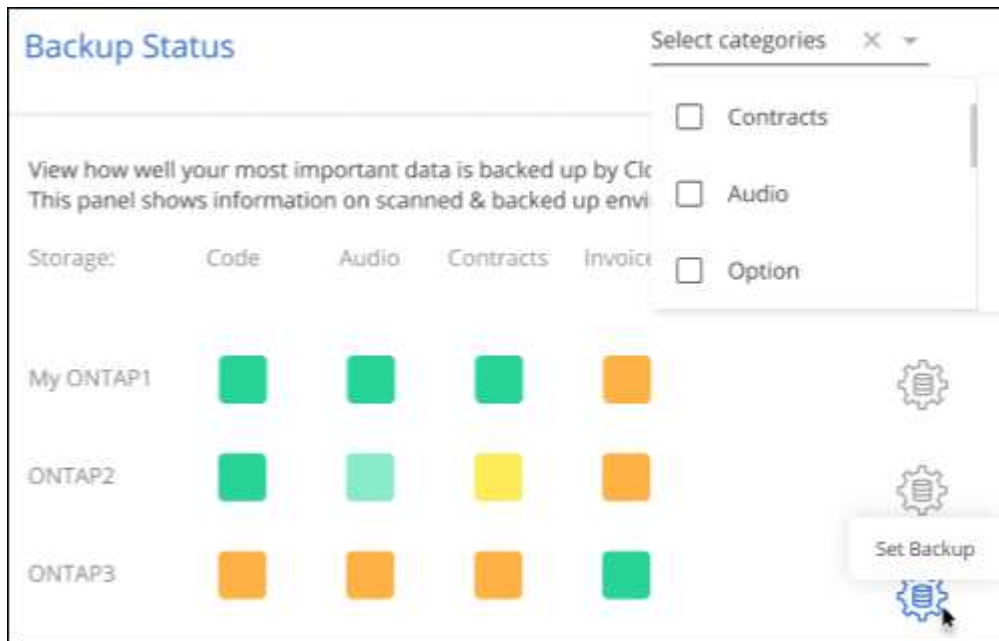 Backup Status
Select categories
Contracts
Audio
Option
View how well your most important data is backed up by
This panel shows information on scanned & backed up
Storage:
Code
Audio
Contracts
My ONTAP1
ONTAP2
ONTAP3
Set Backup